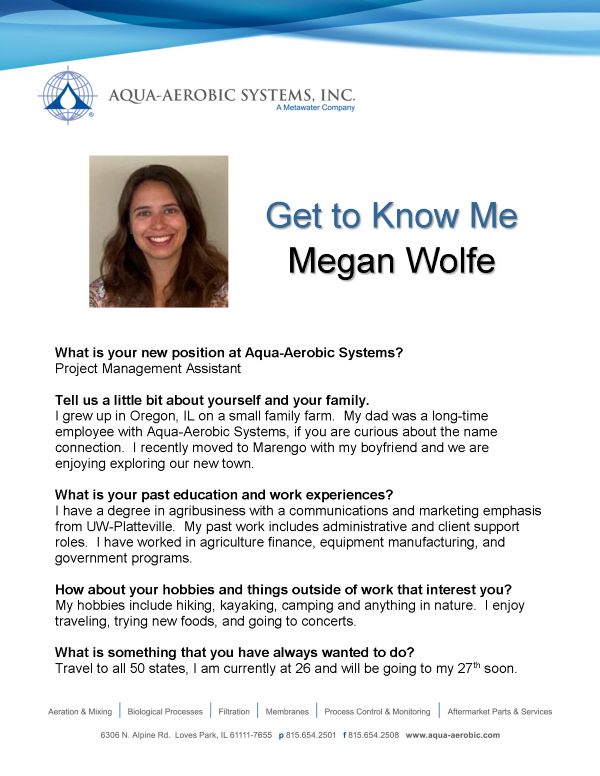 AQUA-AEROBIC SYSTEMS, INC.
A Metawater Company
®
Get to Know Me
Megan Wolfe
What is your new position at Aqua-Aerobic Systems?
Project Management Assistant
Tell us a little bit about yourself and your family.
I grew up in Oregon, IL on a small family farm.  My dad was a long-time
employee with Aqua-Aerobic Systems, if you are curious about the name
connection.  I recently moved to Marengo with my boyfriend and we are
enjoying exploring our new town.
What is your past education and work experiences?
I have a degree in agribusiness with a communications and marketing emphasis
from UW-Platteville.  My past work includes administrative and client support
roles.  I have worked in agriculture finance, equipment manufacturing, and
government programs.
How about your hobbies and things outside of work that interest you?
My hobbies include hiking, kayaking, camping and anything in nature.  I enjoy
traveling, trying new foods, and going to concerts.
What is something that you have always wanted to do?
Travel to all 50 states, I am currently at 26 and will be going to my 27th soon.
Aeration & Mixing | Biological Processes | Filtration | Membranes | Process Control & Monitoring | Aftermarket Parts & Services
6306 N. Alpine Rd.  Loves Park, IL 61111-7655  p 815.654.2501  f 815.654.2508  www.aqua-aerobic.com